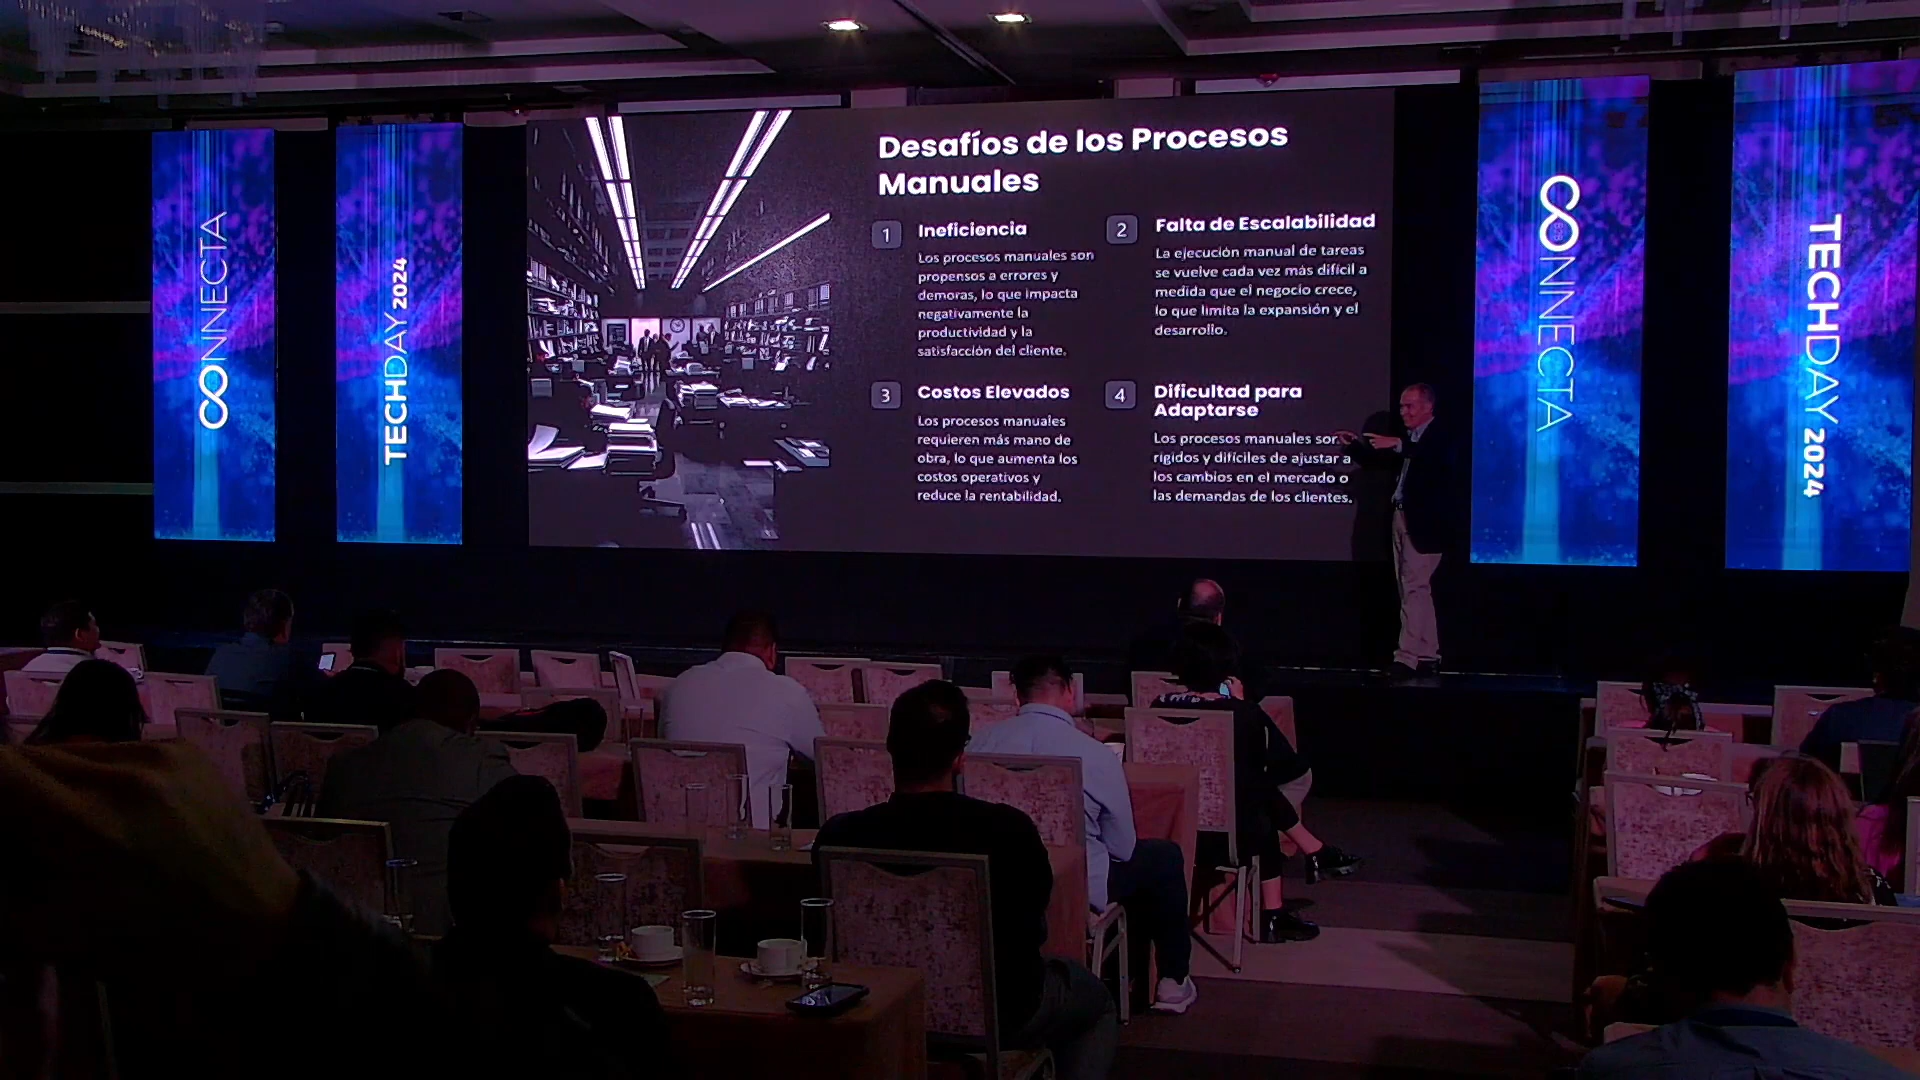 CONNECTA
TECHDAY 2024
Desafíos de los Procesos
Manuales
1
Ineficiencia
Los procesos manuales son
propensos a errores y
demoras, lo que impacta
negativamente la
productividad y la
satisfacción del cliente.
2
Falta de Escalabilidad
La ejecución manual de tareas
se vuelve cada vez más difícil a
medida que el negocio crece,
lo que limita la expansión y el
desarrollo.
3
Costos Elevados
Los procesos manuales
requieren más mano de
obra, lo que aumenta los
costos operativos y
reduce la rentabilidad.
4
Dificultad para
Adaptarse
Los procesos manuales son
rígidos y difíciles de ajustar a
los cambios en el mercado o
las demandas de los clientes.
CONNECTA
TECHDAY 2024